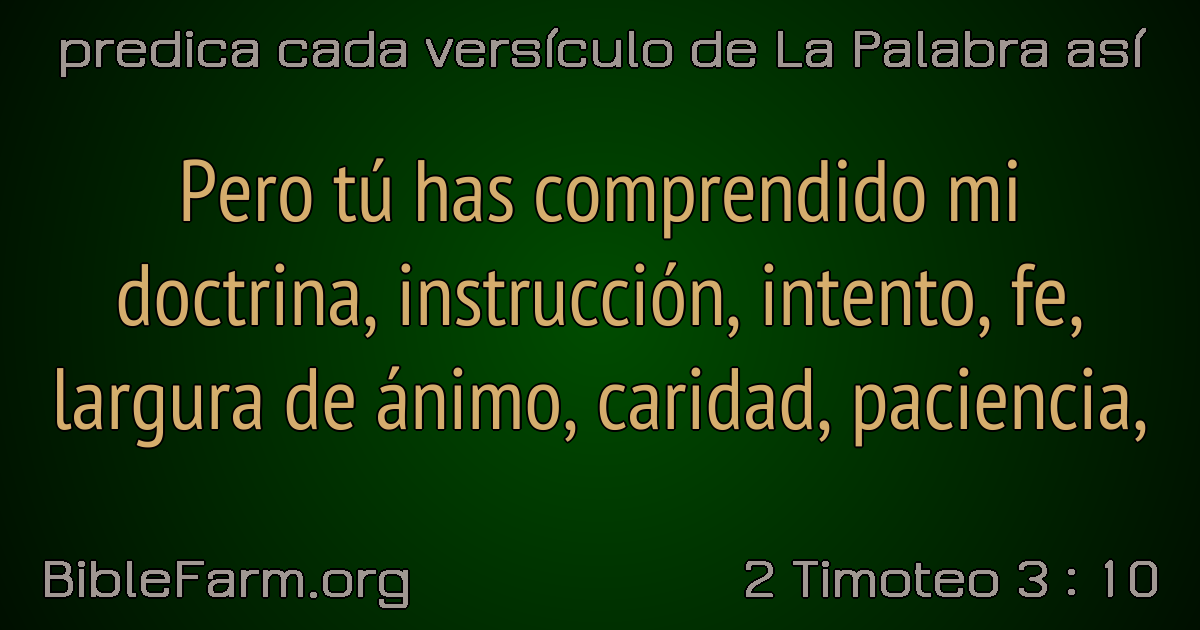 predica cada versículo de La Palabra así
Pero tú has comprendido mi
doctrina, instrucción, intento, fe,
largura de ánimo, caridad, paciencia,
BibleFarm.org
2 Timoteo 3 : 10